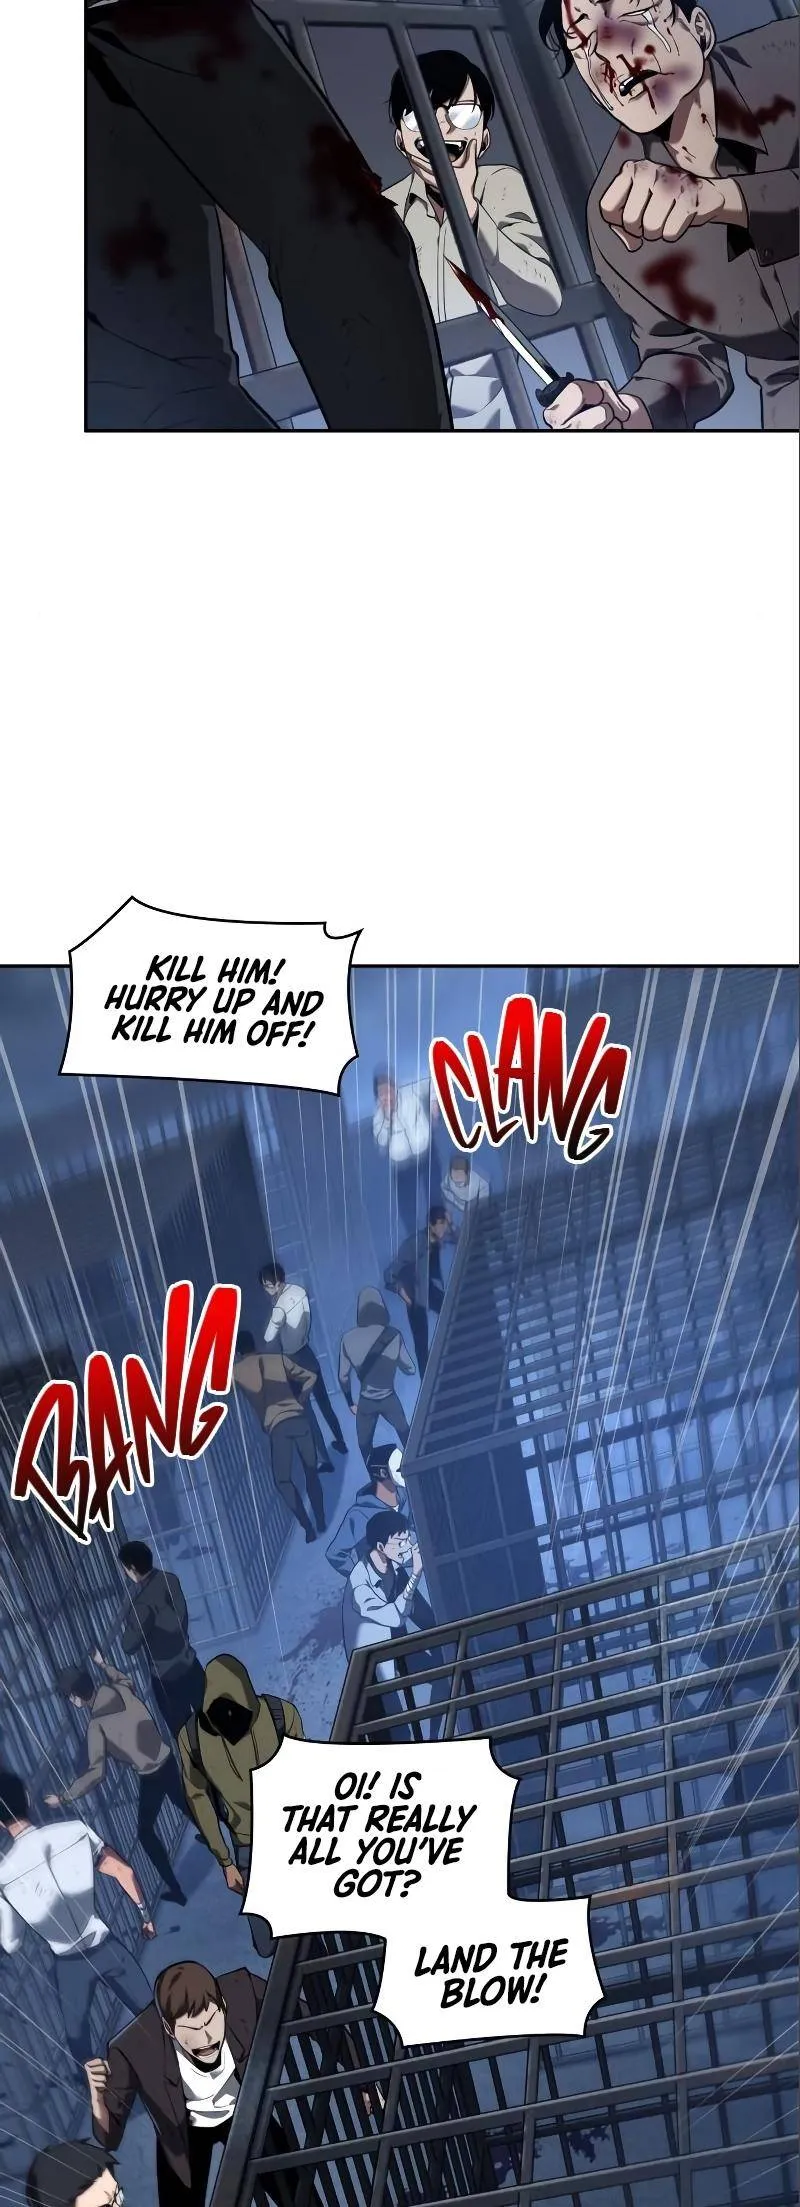 KILL HIM!
HURRY UP AND
KILL HIM OFF!
CLANG
BANG
OI! IS
THAT REALLY
ALL YOU'VE
GOT?
LAND THE
BLOW!